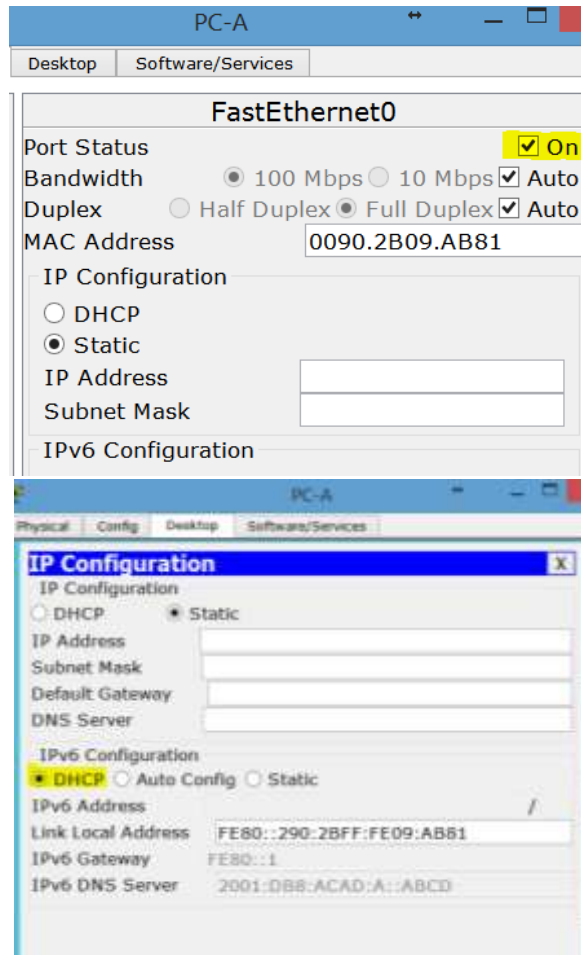 PC-A
Desktop Software/Services
FastEthernet0
Port Status On
Bandwidth 100 Mbps 10 Mbps Auto
Duplex Half Duplex Full Duplex Auto
MAC Address 0090.2B09.AB81
IP Configuration
DHCP
Static
IP Address
Subnet Mask
IPv6 Configuration
PC-A
Physical Config Desktop Software/Services
IP Configuration X
IP Configuration
DHCP Static
IP Address
Subnet Mask
Default Gateway
DNS Server
IPv6 Configuration
DHCP Auto Config Static
IPv6 Address /
Link Local Address FE80::290:2BFF:FE09:AB81
IPv6 Gateway FE80::1
IPv6 DNS Server 2001:DB8:ACAD:A::ABCD